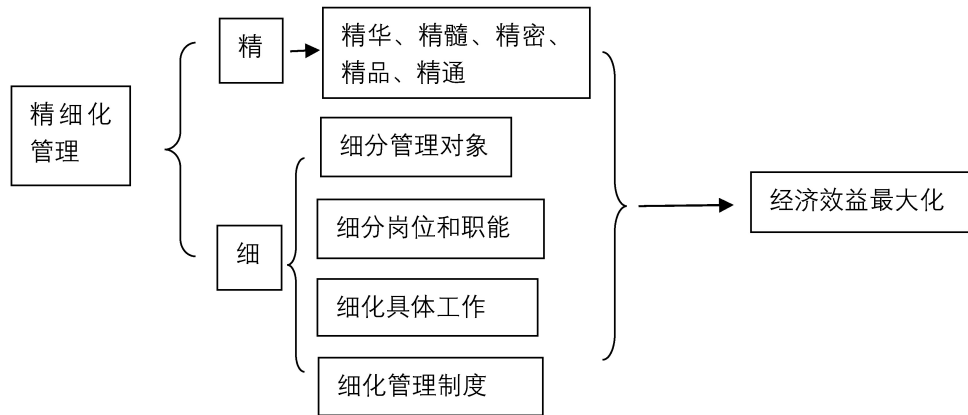 精细化
管理
精
精华、精髓、精密、
精品、精通
细
细分管理对象
细分岗位和职能
细化具体工作
细化管理制度
经济效益最大化